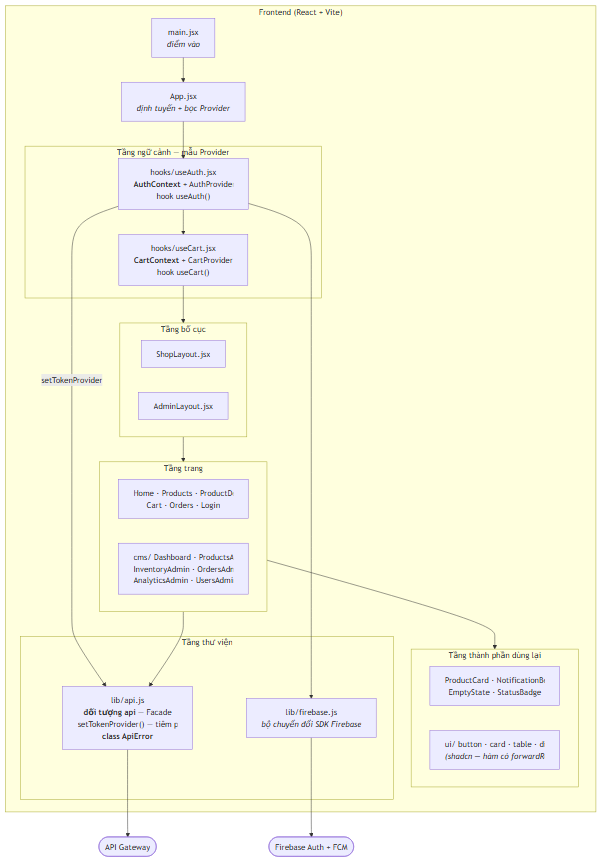 Frontend (React + Vite)
main.jsx
điểm vào
App.jsx
định tuyến + bọc Provider
Tầng ngữ cảnh — mẫu Provider
hooks/useAuth.jsx
AuthContext + AuthProvider
hook useAuth()
hooks/useCart.jsx
CartContext + CartProvider
hook useCart()
Tầng bố cục
ShopLayout.jsx
setTokenProvider
AdminLayout.jsx
Tầng trang
Home · Products · ProductD
Cart · Orders · Login
cms/ Dashboard · ProductsA
InventoryAdmin · OrdersAdm
AnalyticsAdmin · UsersAdmi
Tầng thư viện
lib/api.js
đối tượng api — Facade
setTokenProvider() — tiêm p
class ApiError
lib/firebase.js
bộ chuyển đổi SDK Firebase
Tầng thành phần dùng lại
ProductCard · NotificationBe
EmptyState · StatusBadge
ui/ button · card · table · di
(shadcn — hàm có forwardR
API Gateway
Firebase Auth + FCM